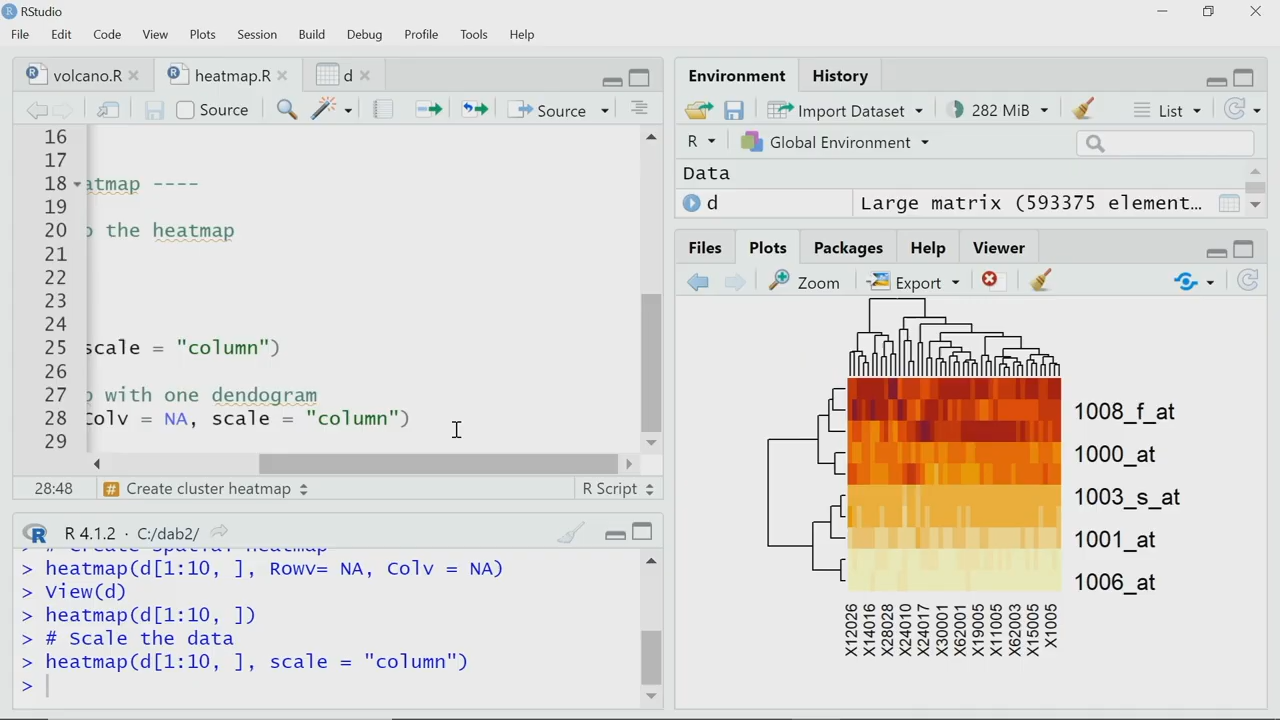 RStudio
File Edit Code View Plots Session Build Debug Profile Tools Help
volcano.R heatmap.R d
Source Source
16
17
18 atmap ----
19
20 the heatmap
21
22
23
24
25 scale = "column")
26
27 with one dendogram
28 Colv = NA, scale = "column")
29
28:48 # Create cluster heatmap R Script
R 4.1.2 · C:/dab2/
> # Create spatial heatmap
> heatmap(d[1:10, ], Rowv= NA, Colv = NA)
> View(d)
> heatmap(d[1:10, ])
> # Scale the data
> heatmap(d[1:10, ], scale = "column")
>
Environment History
Import Dataset 282 MiB List
R Global Environment
Data
d Large matrix (593375 element...
Files Plots Packages Help Viewer
Zoom Export
1008_f_at
1000_at
1003_s_at
1001_at
1006_at
X12026 X14016 X28028 X24010 X24017 X30001 X62001 X19005 X11005 X62003 X15005 X1005